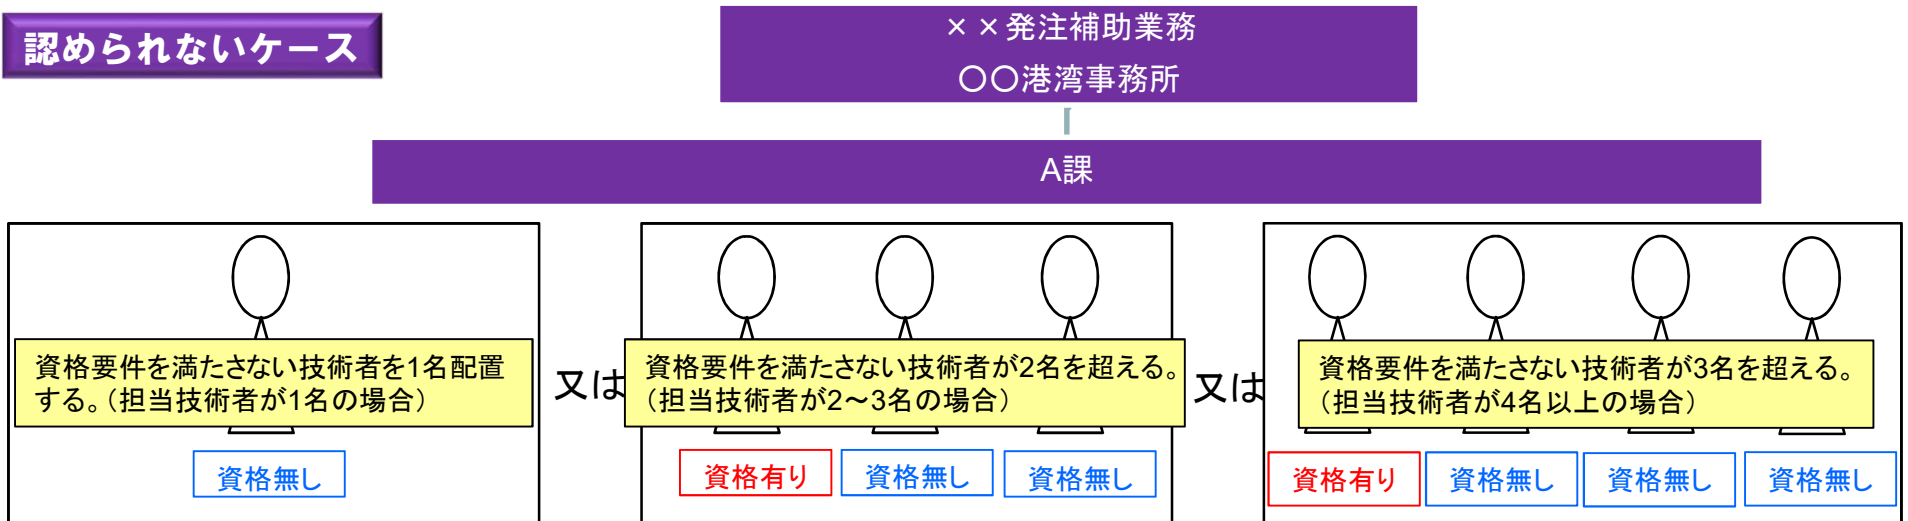 認められないケース
××発注補助業務
○○港湾事務所
A課
資格要件を満たさない技術者を1名配置
する。（担当技術者が1名の場合）
又は
資格要件を満たさない技術者が2名を超える。
（担当技術者が2～3名の場合）
又は
資格要件を満たさない技術者が3名を超える。
（担当技術者が4名以上の場合）
資格無し
資格有り
資格無し
資格無し
資格有り
資格無し
資格無し
資格無し